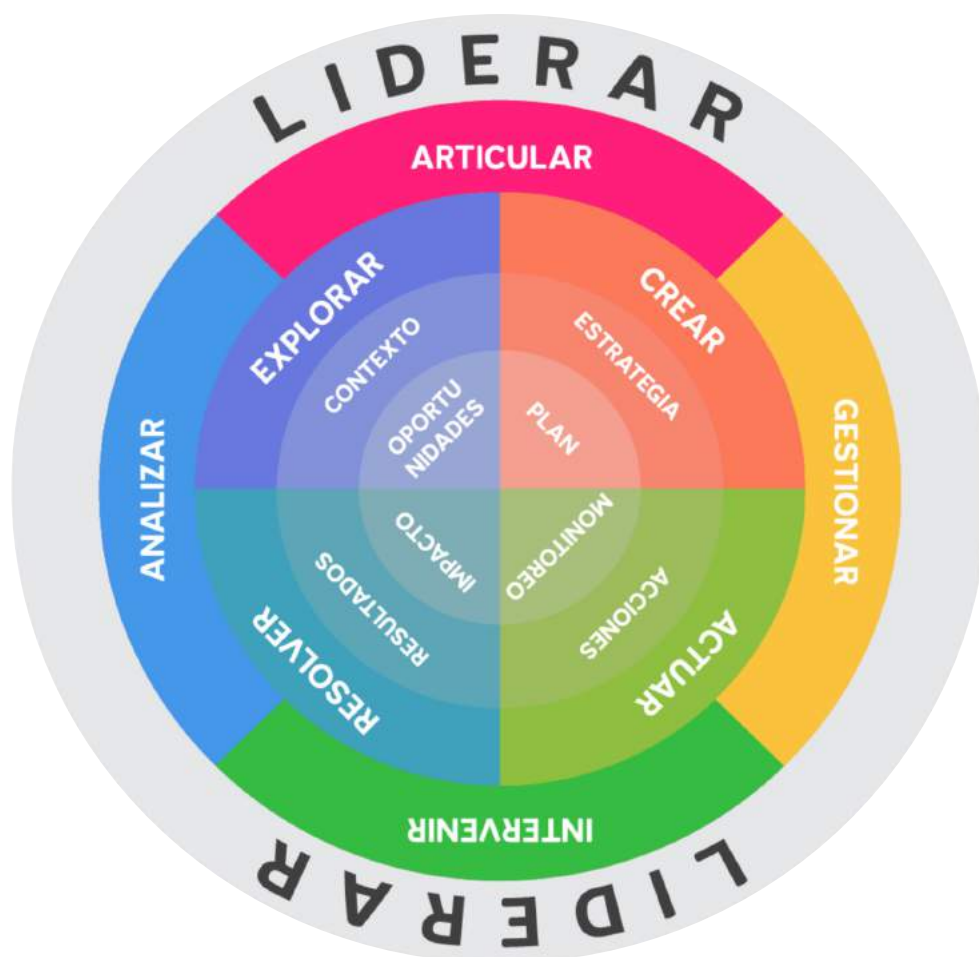 LIDERAR
ARTICULAR
EXPLORAR
CONTEXTO
OPORTU
NIDADES
CREAR
ESTRATEGIA
PLAN
GESTIONAR
ACTUAR
ACCIONES
MONITOREO
INTERVENIR
RESOLVER
RESULTADOS
IMPACTO
ANALIZAR
LIDERAR